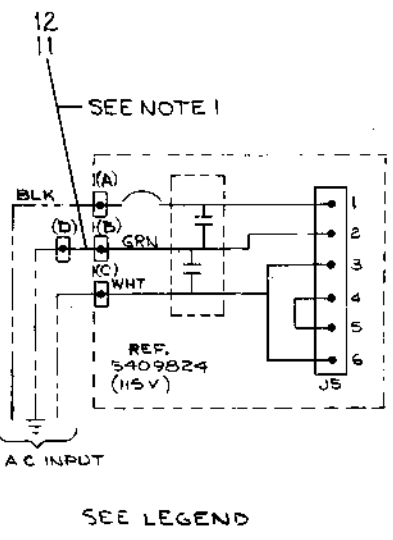 12
11
SEE NOTE 1
BLK
(A)
(D)
(B)
GRN
(C)
WHT
1
2
3
4
5
6
REF.
5409824
(115V)
J5
AC INPUT
SEE LEGEND